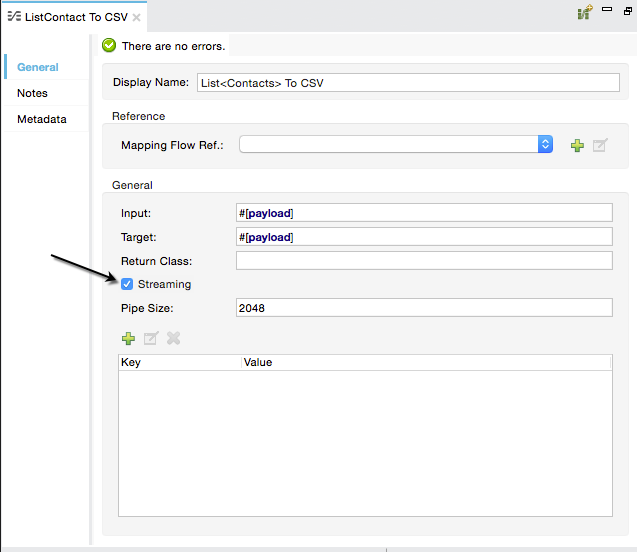 ListContact To CSV
There are no errors.
General
Notes
Metadata
Display Name: List<Contacts> To CSV
Reference
Mapping Flow Ref.:
General
Input: #[payload]
Target: #[payload]
Return Class:
Streaming
Pipe Size: 2048
Key Value